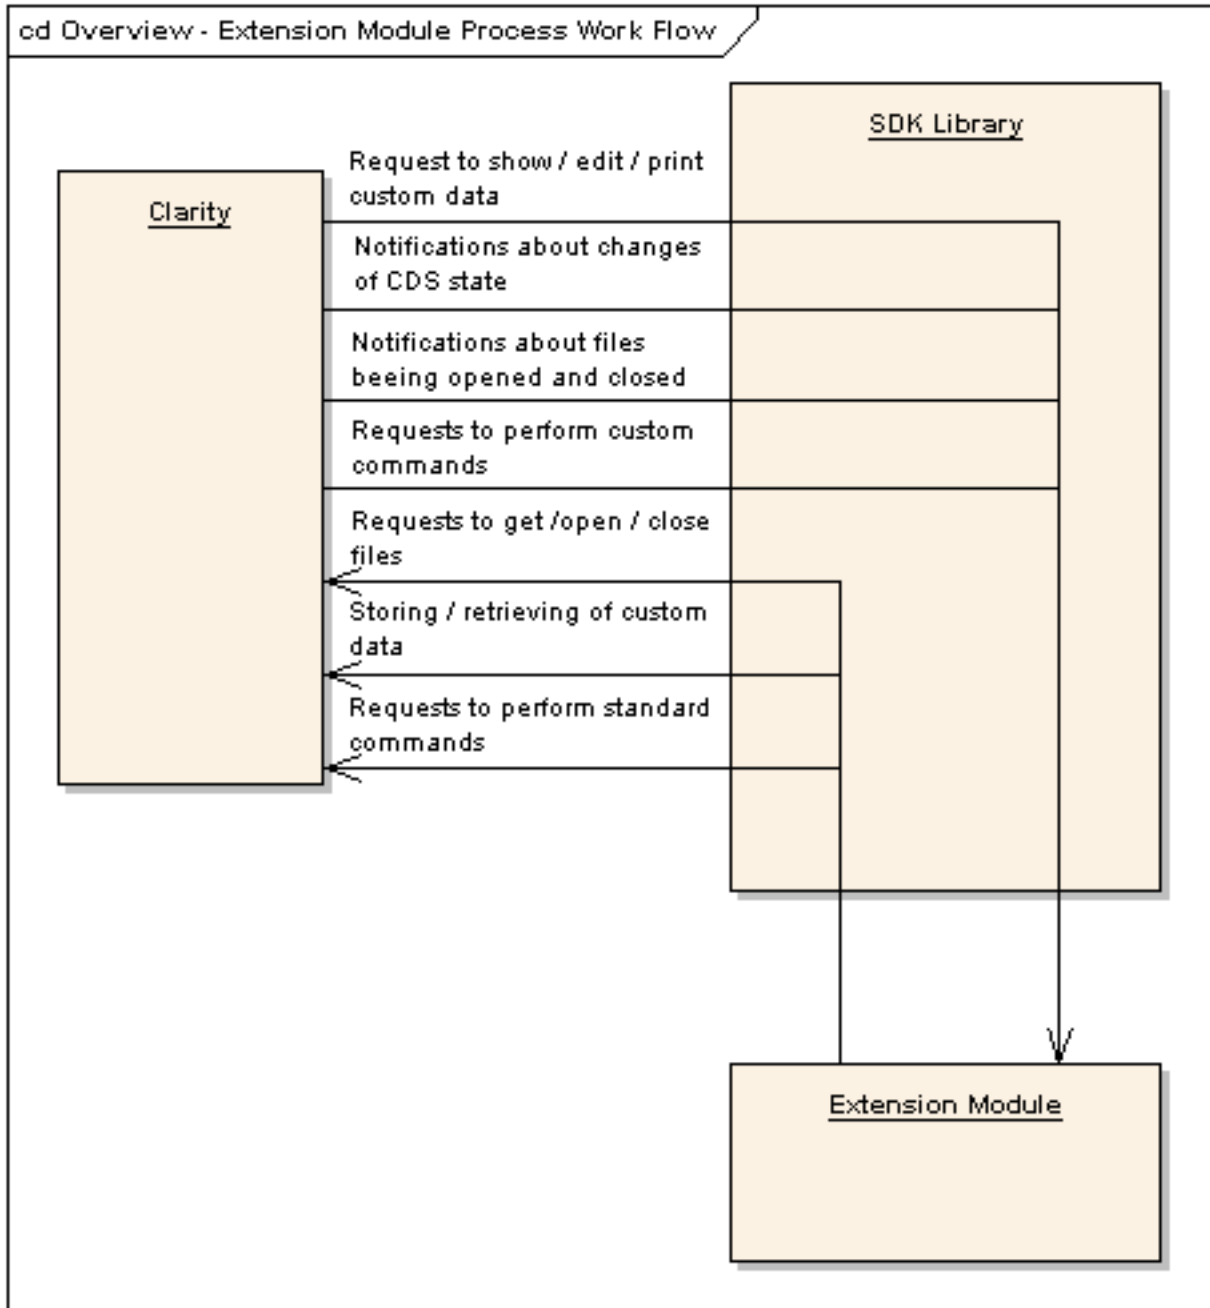 cd Overview - Extension Module Process Work Flow
SDK Library
Clarity
Request to show / edit / print
custom data
Notifications about changes
of CDS state
Notifications about files
beeing opened and closed
Requests to perform custom
commands
Requests to get /open / close
files
Storing / retrieving of custom
data
Requests to perform standard
commands
Extension Module